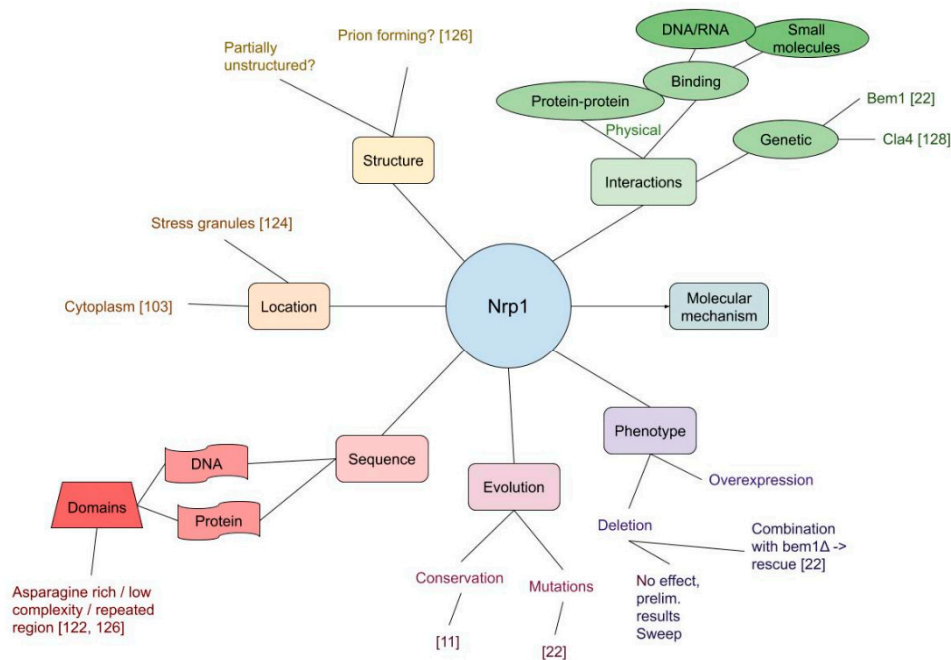 Partially
unstructured?
Prion forming? [126]
Structure
DNA/RNA
Small
molecules
Binding
Protein-protein
Physical
Genetic
Bem1 [22]
Cla4 [128]
Interactions
Stress granules [124]
Cytoplasm [103]
Location
Nrp1
Molecular
mechanism
Sequence
DNA
Protein
Domains
Asparagine rich / low
complexity / repeated
region [122, 126]
Evolution
Conservation
[11]
Mutations
[22]
Phenotype
Overexpression
Deletion
Combination
with bem1Δ ->
rescue [22]
No effect,
prelim.
results
Sweep